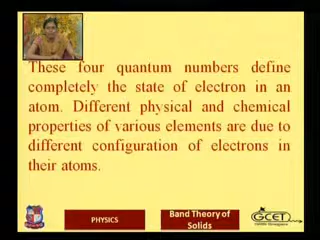 These four quantum numbers define
completely the state of electron in an
atom. Different physical and chemical
properties of various elements are due to
different configuration of electrons in
their atoms.
PHYSICS
Band Theory of
Solids
GCET